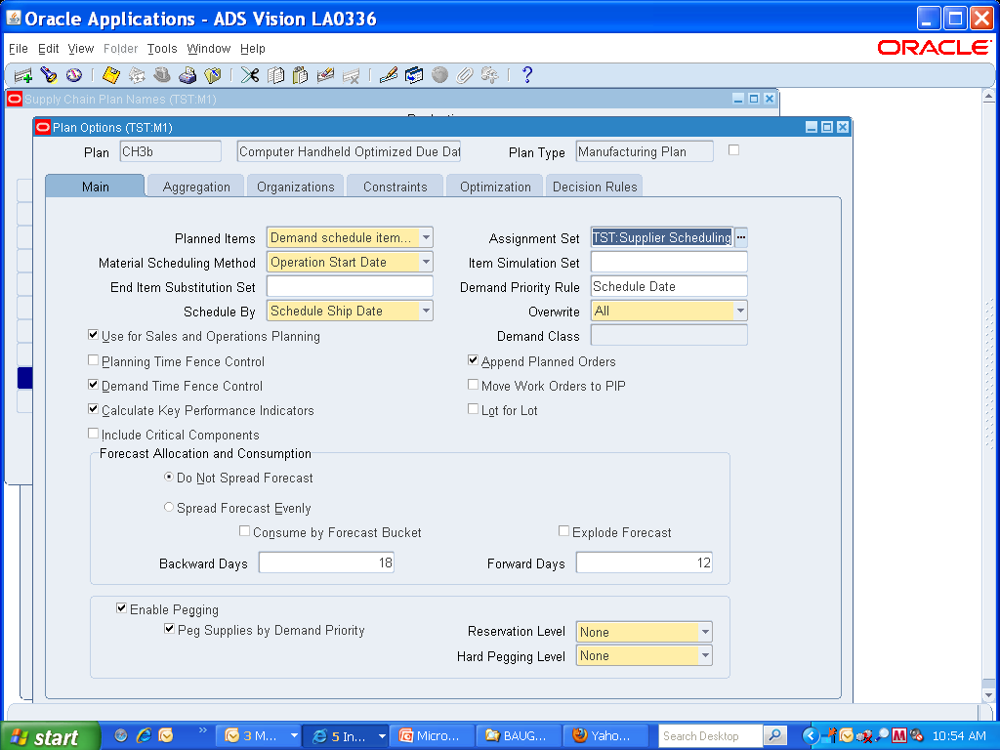 Oracle Applications - ADS Vision LA0336
File Edit View Folder Tools Window Help
ORACLE
Supply Chain Plan Names (TST:M1)
Plan Options (TST:M1)
Plan CH3b Computer Handheld Optimized Due Dat Plan Type Manufacturing Plan
Main Aggregation Organizations Constraints Optimization Decision Rules
Planned Items Demand schedule item... Assignment Set TST:Supplier Scheduling ...
Material Scheduling Method Operation Start Date Item Simulation Set
End Item Substitution Set Demand Priority Rule Schedule Date
Schedule By Schedule Ship Date Overwrite All
Use for Sales and Operations Planning Demand Class
Planning Time Fence Control Append Planned Orders
Demand Time Fence Control Move Work Orders to PIP
Calculate Key Performance Indicators Lot for Lot
Include Critical Components
Forecast Allocation and Consumption
Do Not Spread Forecast
Spread Forecast Evenly
Consume by Forecast Bucket Explode Forecast
Backward Days 18 Forward Days 12
Enable Pegging
Peg Supplies by Demand Priority Reservation Level None
Hard Pegging Level None
start » 3 M... 5 In... Micro... BAUG... Yaho... Search Desktop 10:54 AM